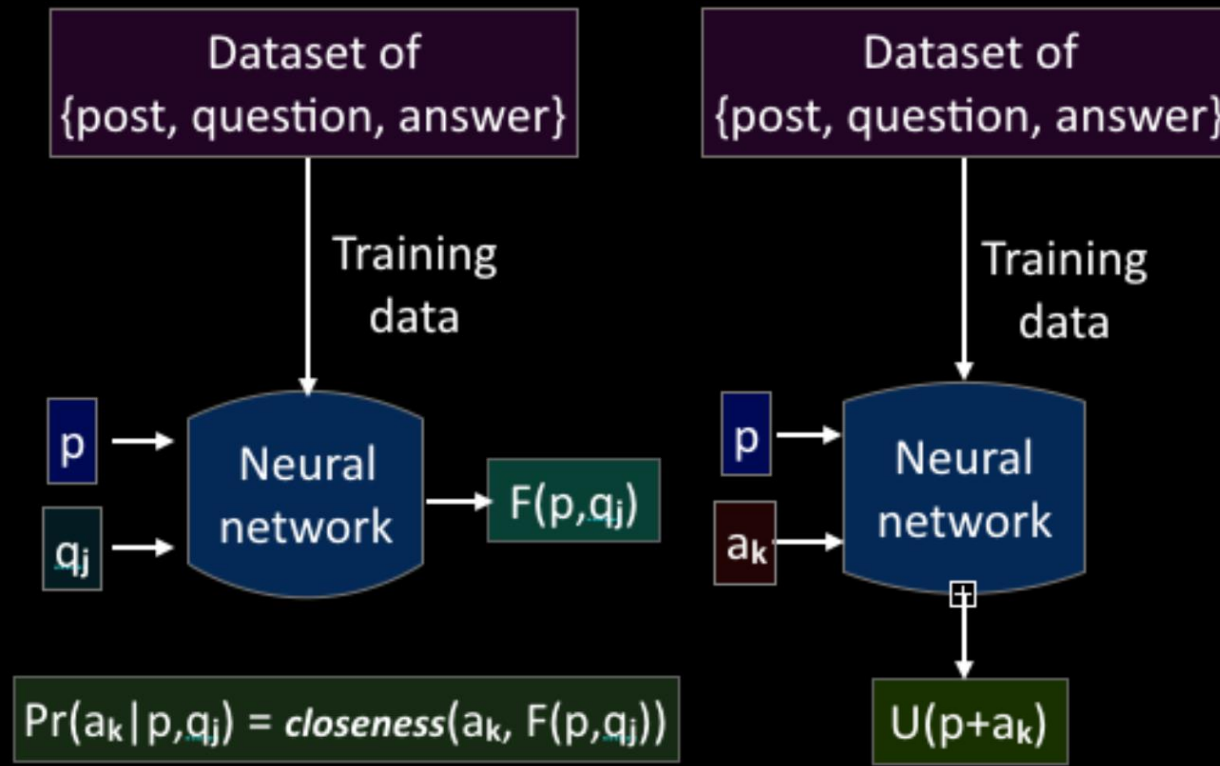 Dataset of
{post, question, answer}
Training
data
p
qj
Neural
network
F(p,qj)
Pr(ak|p,qj) = closeness(ak, F(p,qj))
Dataset of
{post, question, answer}
Training
data
p
ak
Neural
network
U(p+ak)